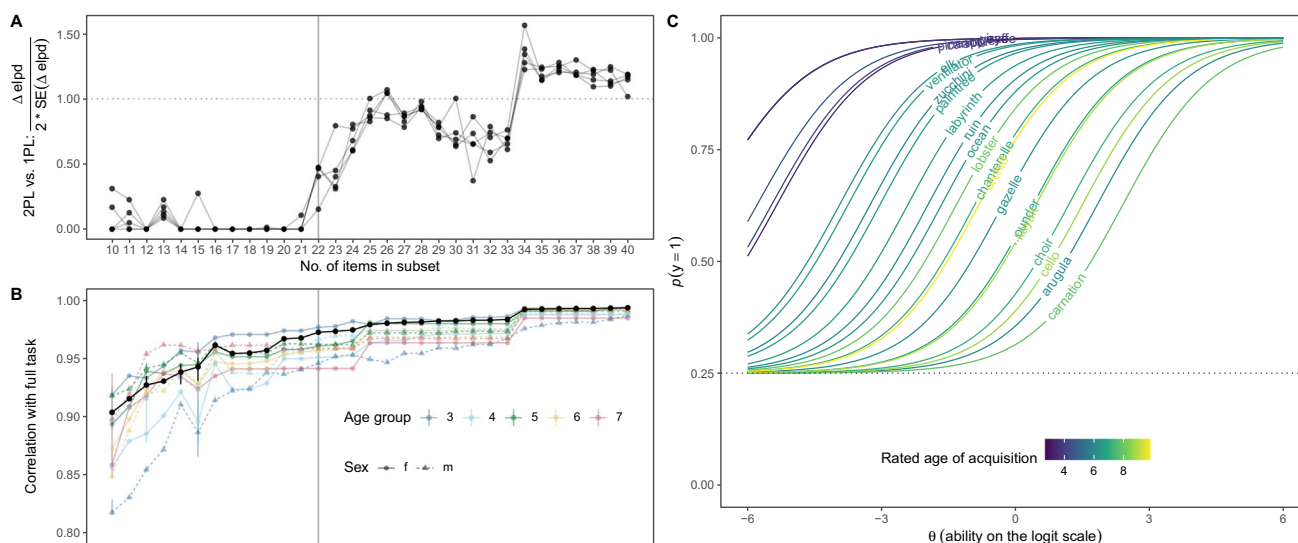 A
2PL vs. 1PL: Δ elpd / 2 * SE(Δ elpd)
1.50
1.00
0.50
0.00
10 11 12 13 14 15 16 17 18 19 20 21 22 23 24 25 26 27 28 29 30 31 32 33 34 35 36 37 38 39 40
No. of items in subset
B
Correlation with full task
1.00
0.95
0.90
0.85
0.80
Age group 3 4 5 6 7
Sex f m
C
p(y = 1)
1.00
0.75
0.50
0.25
0.00
elk
ventilator
zucchini
palmtree
labyrinth
ruin
ocean
lobster
chanterelle
gazelle
choir
cello
arugula
carnation
Rated age of acquisition
4 6 8
−6 −3 0 3 6
θ (ability on the logit scale)